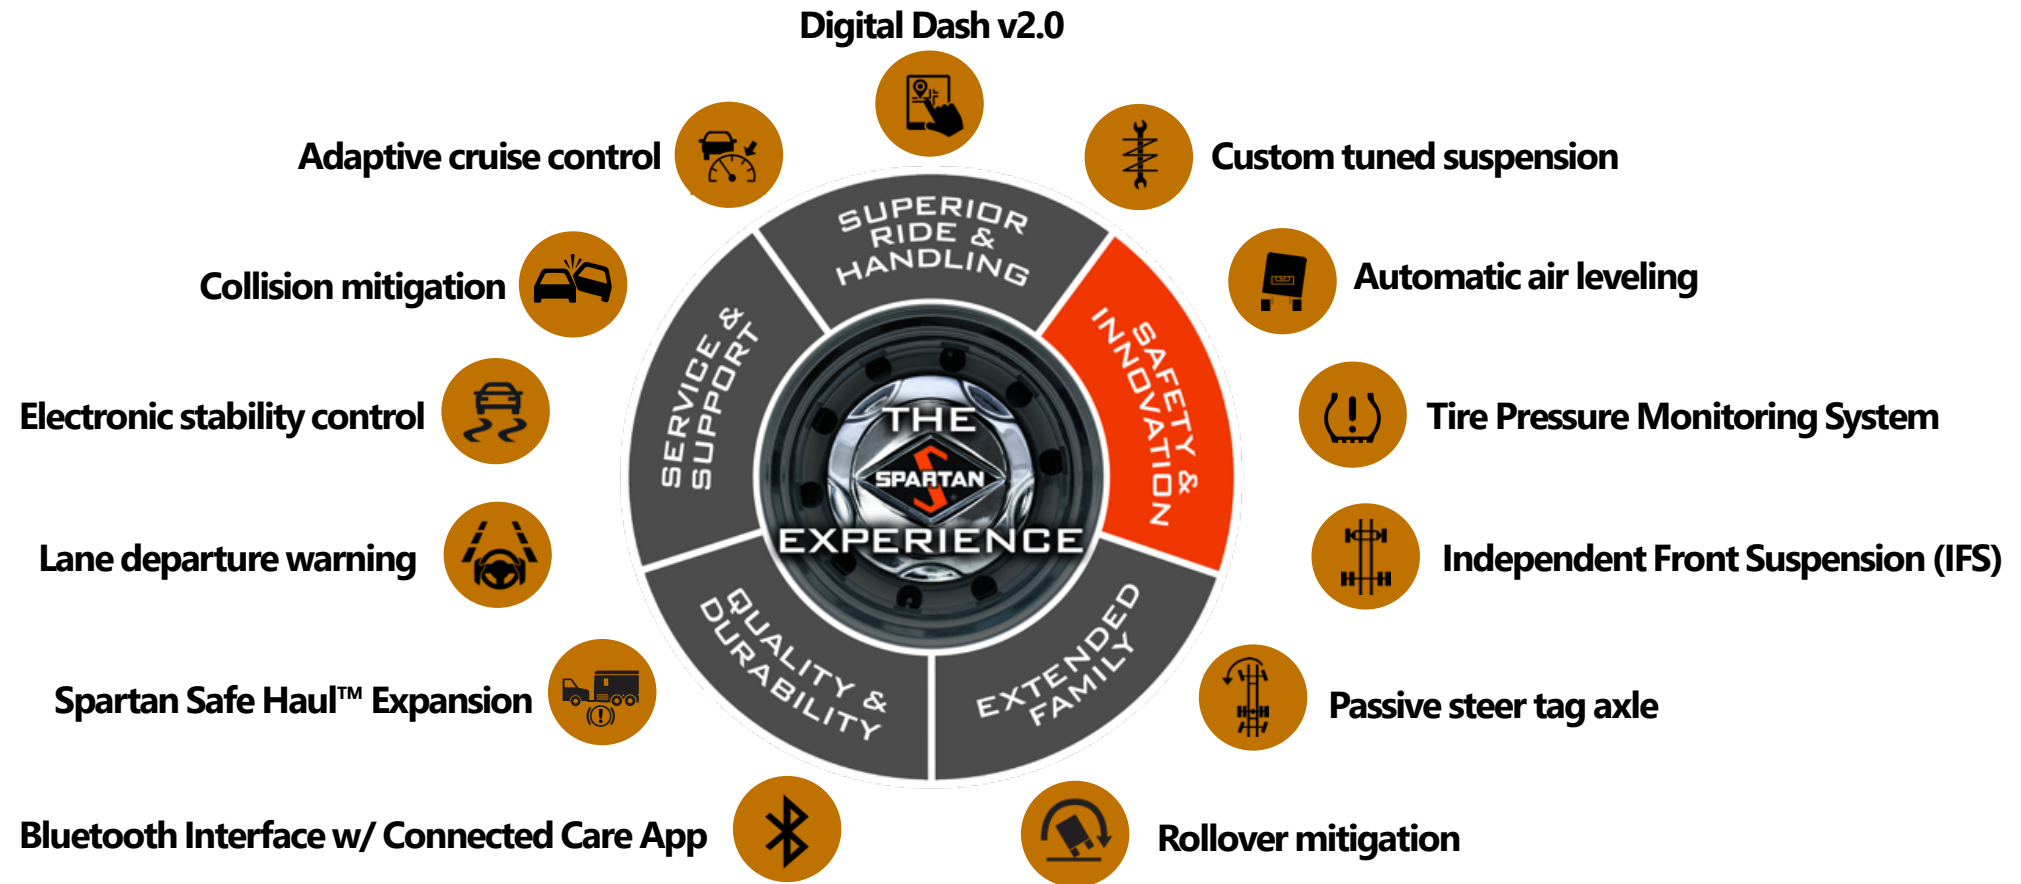 Digital Dash v2.0
Adaptive cruise control
Custom tuned suspension
Collision mitigation
Automatic air leveling
Electronic stability control
Tire Pressure Monitoring System
Lane departure warning
Independent Front Suspension (IFS)
Spartan Safe Haul™ Expansion
Passive steer tag axle
Bluetooth Interface w/ Connected Care App
Rollover mitigation
SUPERIOR
RIDE &
HANDLING
SAFETY &
INNOVATION
EXTENDED
FAMILY
QUALITY &
DURABILITY
SERVICE &
SUPPORT
THE
SPARTAN
EXPERIENCE